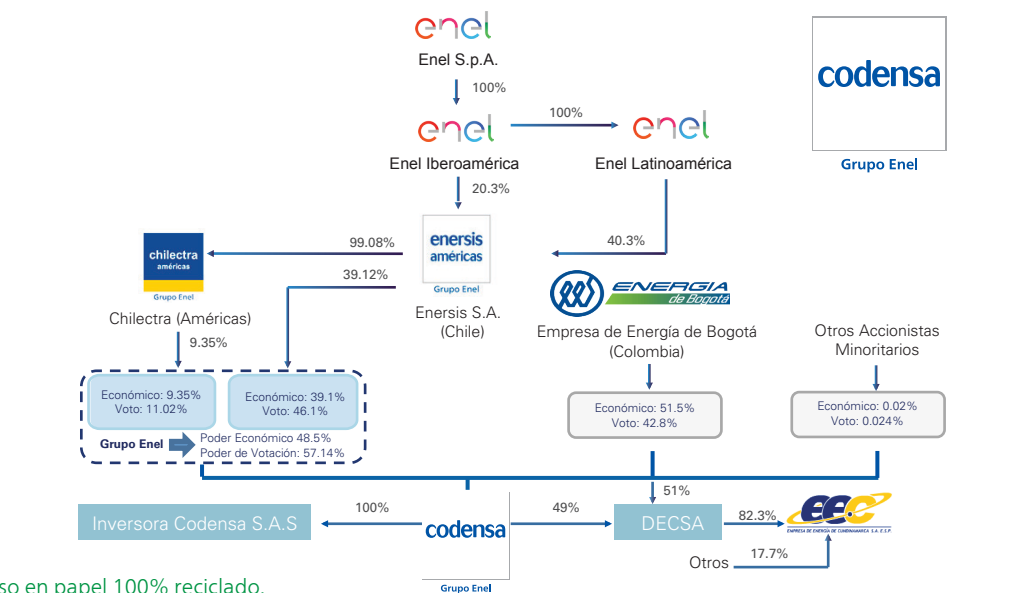 enel
Enel S.p.A.
100%
codensa
Grupo Enel
enel
100%
enel
Enel Iberoamérica
Enel Latinoamérica
20.3%
chilectra
américas
Grupo Enel
99.08%
enersis
américas
Grupo Enel
40.3%
39.12%
ENERGIA
de Bogotá
Chilectra (Américas)
Enersis S.A.
(Chile)
Empresa de Energía de Bogotá
(Colombia)
Otros Accionistas
Minoritarios
9.35%
Económico: 9.35%
Voto: 11.02%
Económico: 39.1%
Voto: 46.1%
Económico: 51.5%
Voto: 42.8%
Económico: 0.02%
Voto: 0.024%
Grupo Enel
Poder Económico 48.5%
Poder de Votación: 57.14%
51%
Inversora Codensa S.A.S
100%
codensa
Grupo Enel
49%
DECSA
82.3%
eec
EMPRESA DE ENERGÍA DE CUNDINAMARCA S.A. E.S.P.
Otros
17.7%
so en papel 100% reciclado.